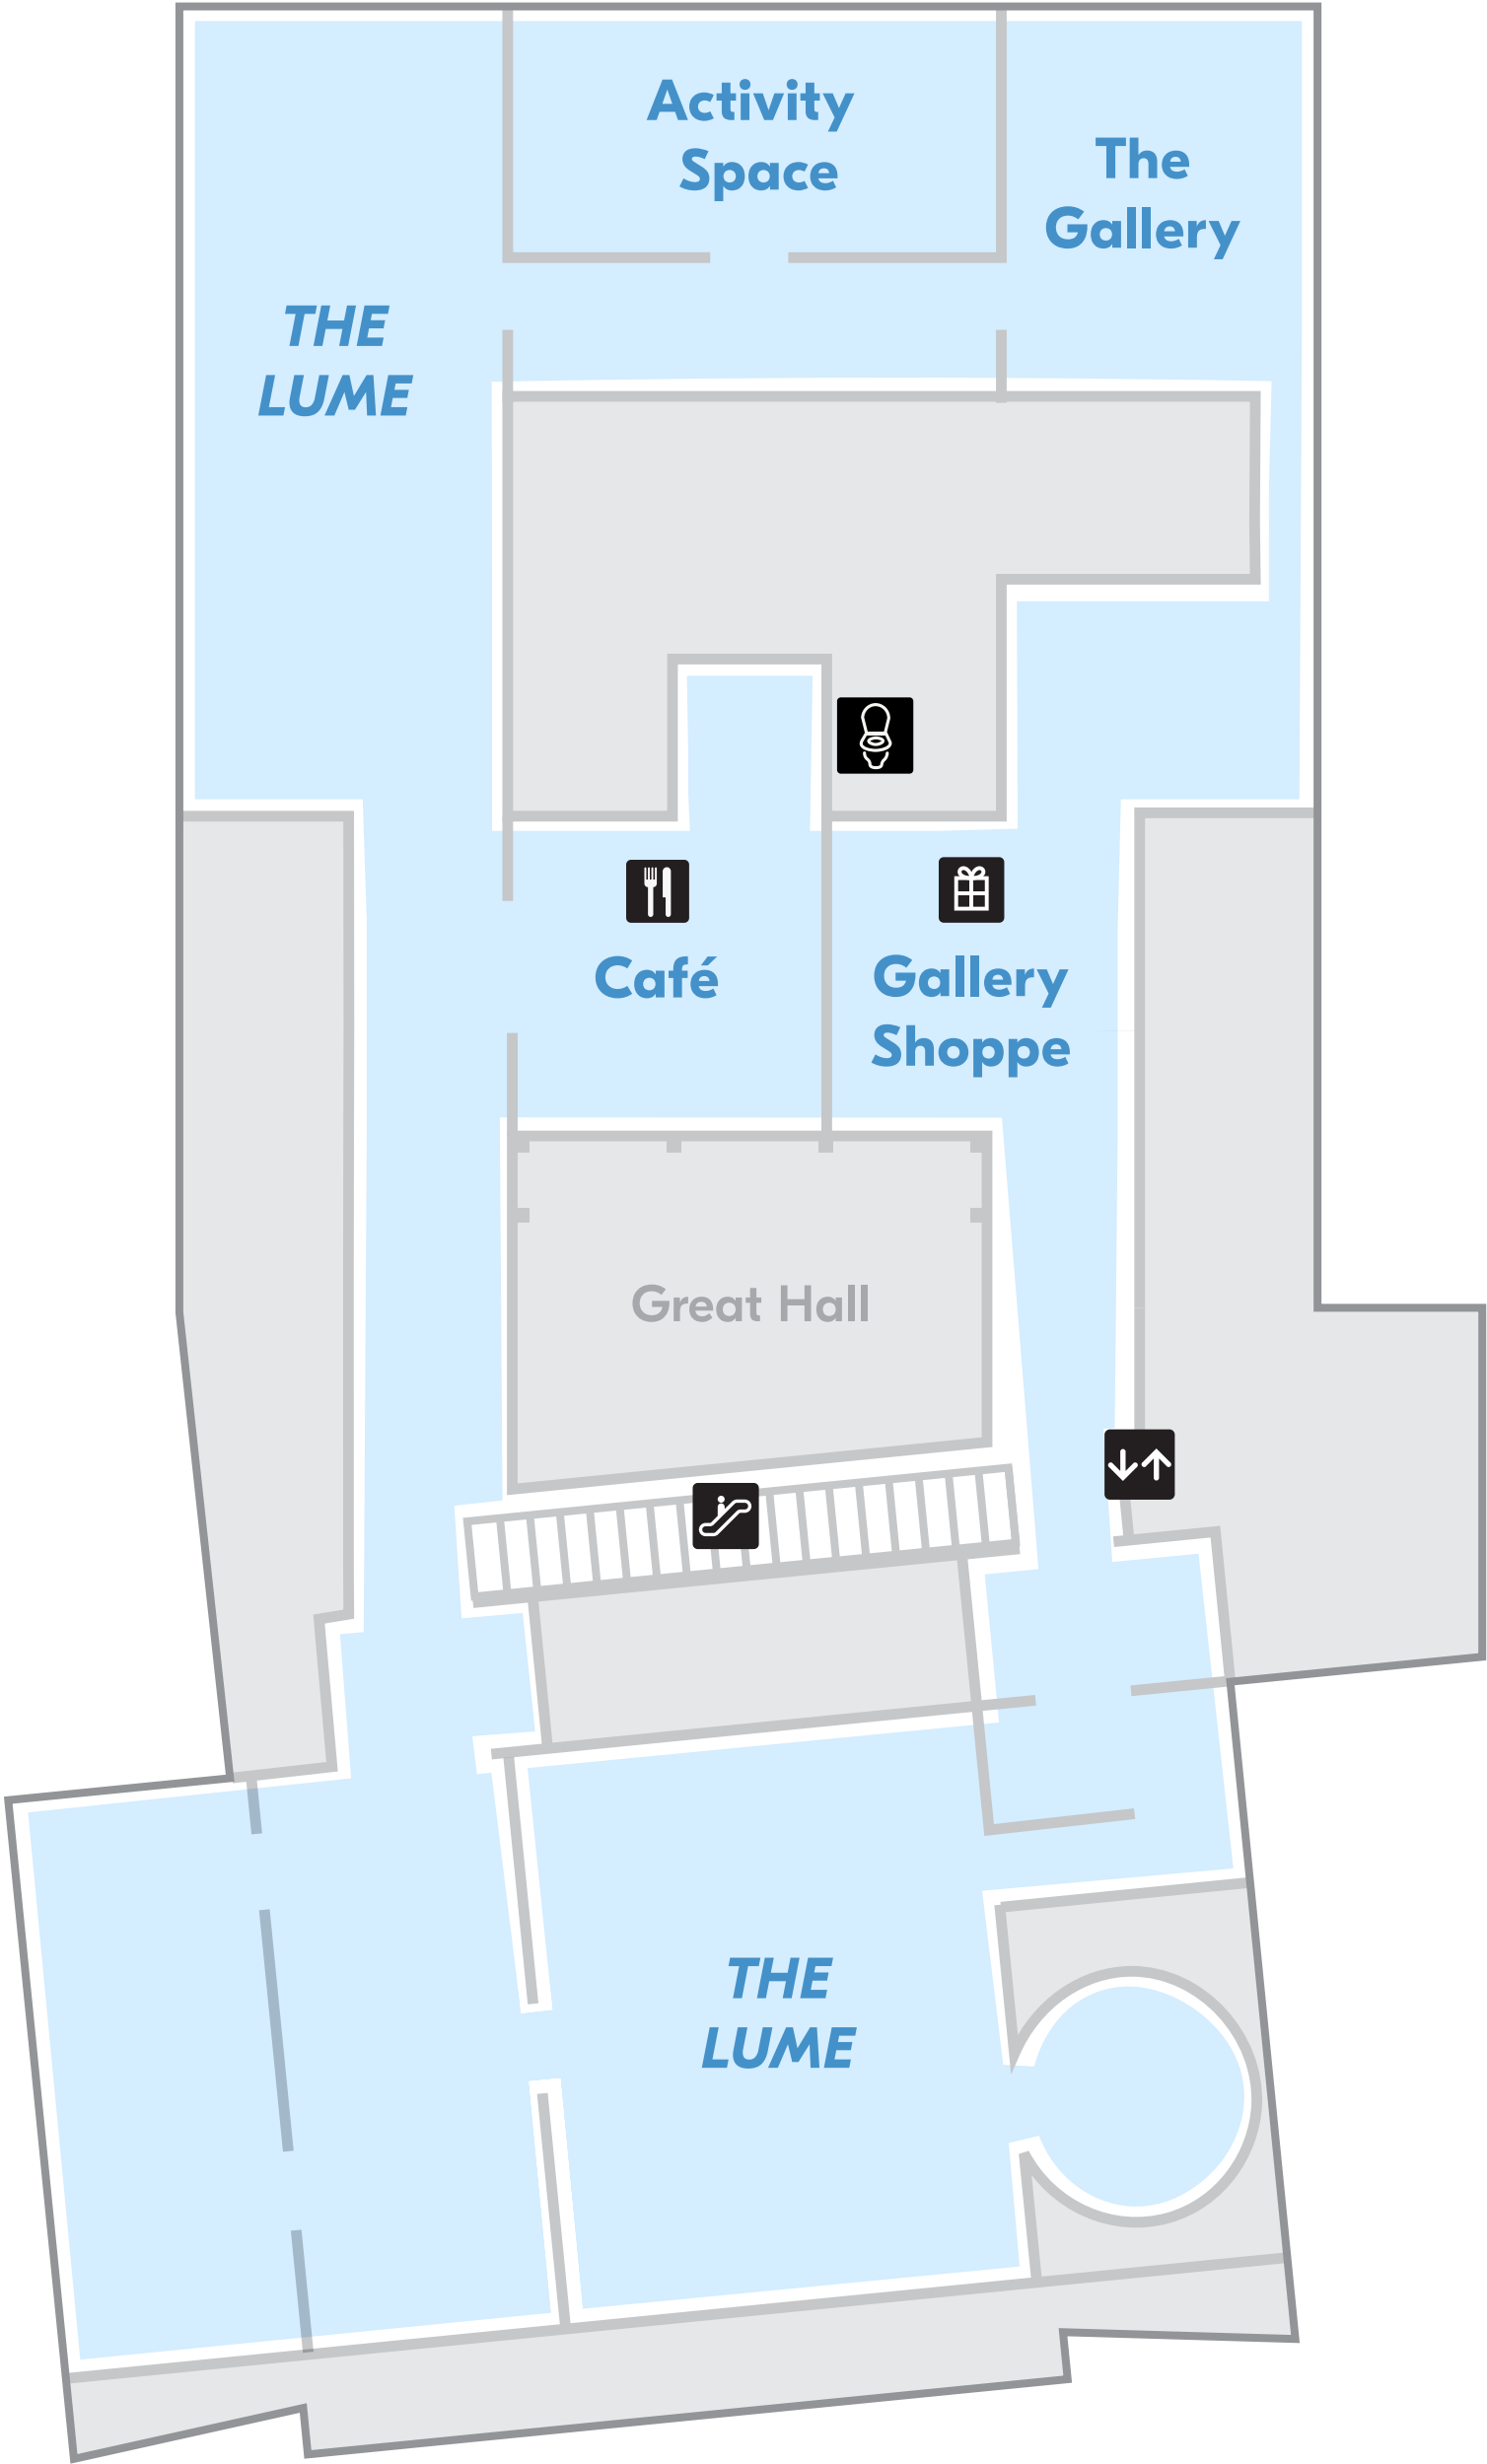 Activity
Space
The
Gallery
THE
LUME
Café
Gallery
Shoppe
Great Hall
THE
LUME